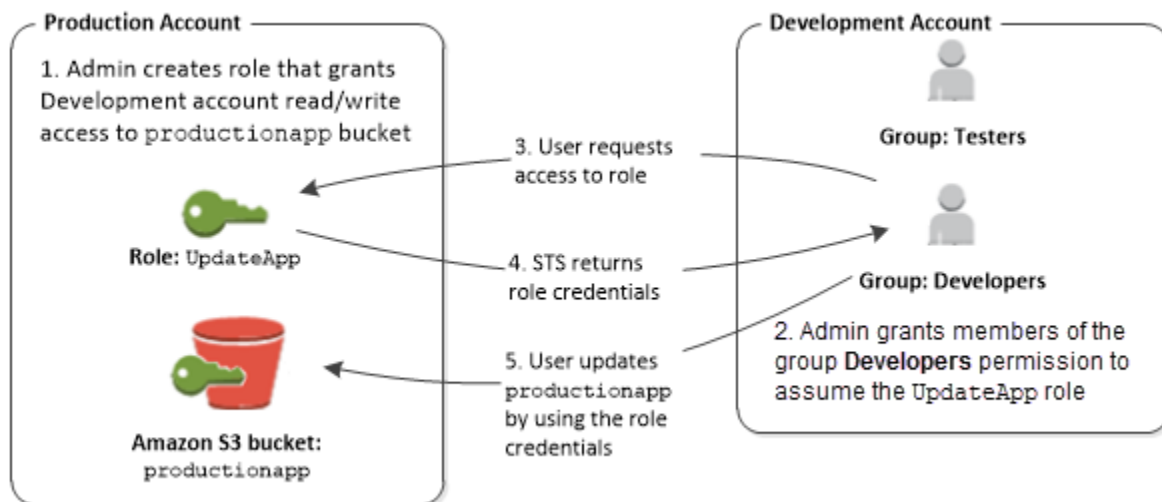 Production Account
1. Admin creates role that grants
Development account read/write
access to productionapp bucket
Role: UpdateApp
Amazon S3 bucket:
productionapp
3. User requests
access to role
4. STS returns
role credentials
5. User updates
productionapp
by using the role
credentials
Development Account
Group: Testers
Group: Developers
2. Admin grants members of the
group Developers permission to
assume the UpdateApp role